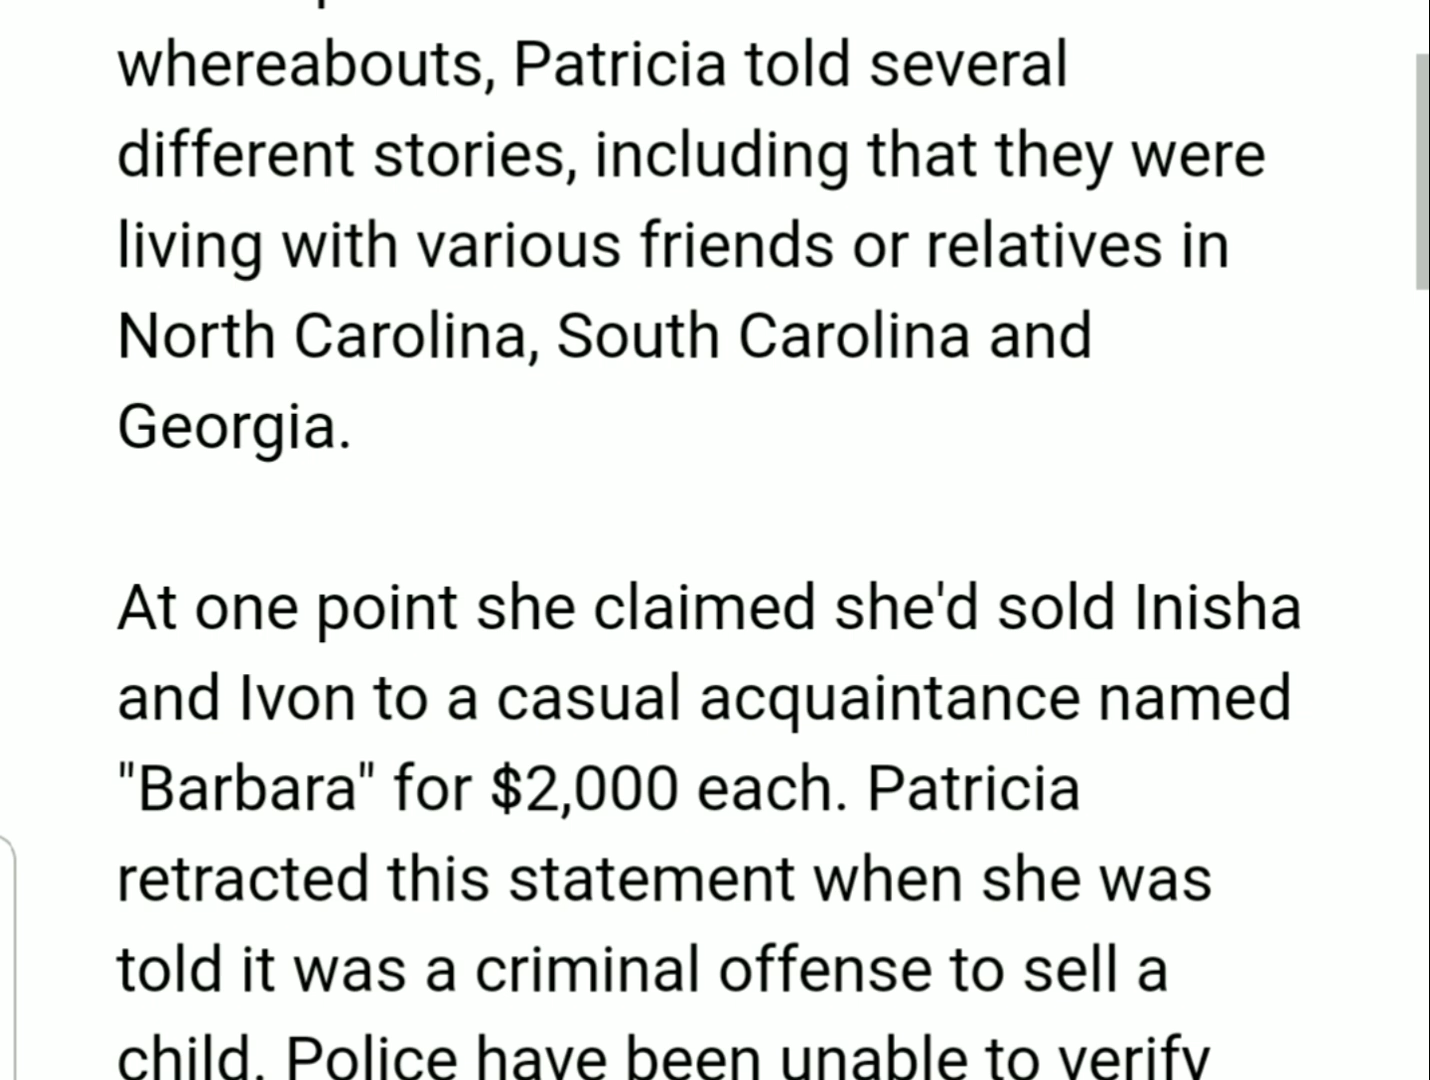 whereabouts, Patricia told several
different stories, including that they were
living with various friends or relatives in
North Carolina, South Carolina and
Georgia.
At one point she claimed she'd sold Inisha
and Ivon to a casual acquaintance named
"Barbara" for $2,000 each. Patricia
retracted this statement when she was
told it was a criminal offense to sell a
child. Police have been unable to verify